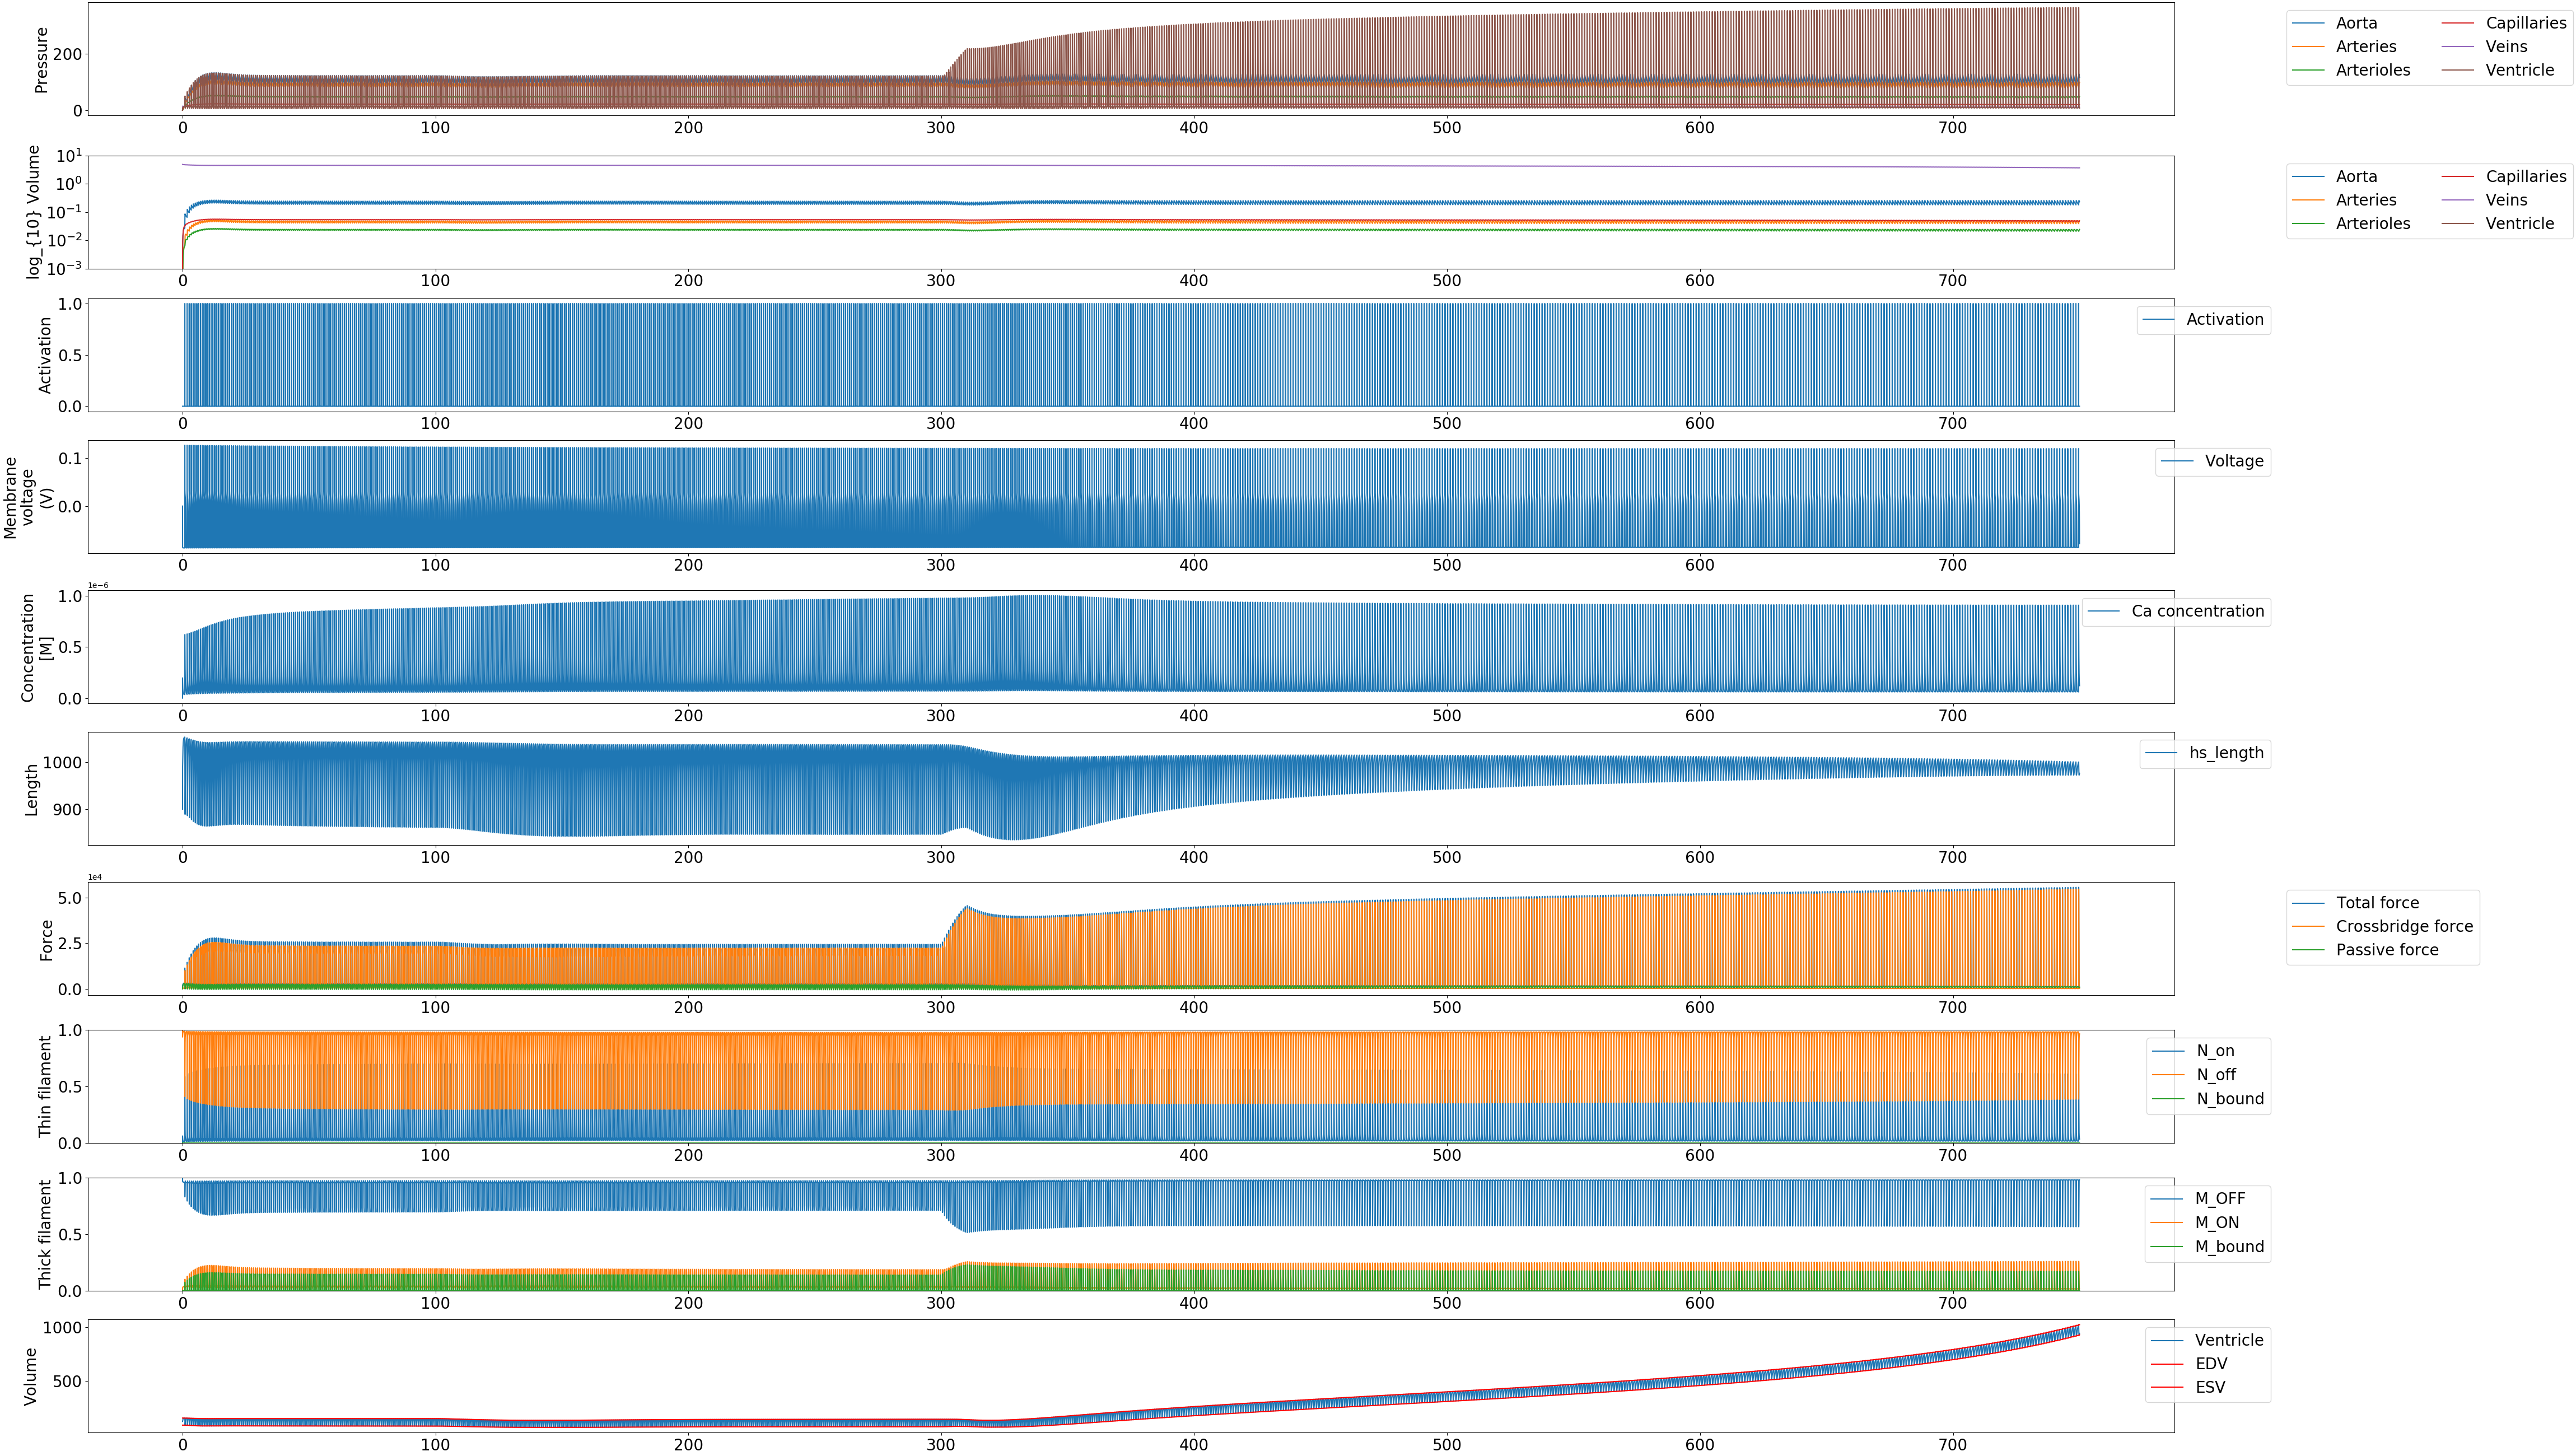 Pressure
200
0
0 100 200 300 400 500 600 700
Aorta Capillaries
Arteries Veins
Arterioles Ventricle
log_{10} Volume
10^1
10^0
10^−1
10^−2
10^−3
0 100 200 300 400 500 600 700
Aorta Capillaries
Arteries Veins
Arterioles Ventricle
Activation
1.0
0.5
0.0
0 100 200 300 400 500 600 700
Activation
Membrane
voltage
(V)
0.1
0.0
0 100 200 300 400 500 600 700
Voltage
Concentration
[M]
1e−6
1.0
0.5
0.0
0 100 200 300 400 500 600 700
Ca concentration
Length
1000
900
0 100 200 300 400 500 600 700
hs_length
Force
1e4
5.0
2.5
0.0
0 100 200 300 400 500 600 700
Total force
Crossbridge force
Passive force
Thin filament
1.0
0.5
0.0
0 100 200 300 400 500 600 700
N_on
N_off
N_bound
Thick filament
1.0
0.5
0.0
0 100 200 300 400 500 600 700
M_OFF
M_ON
M_bound
Volume
1000
500
0 100 200 300 400 500 600 700
Ventricle
EDV
ESV